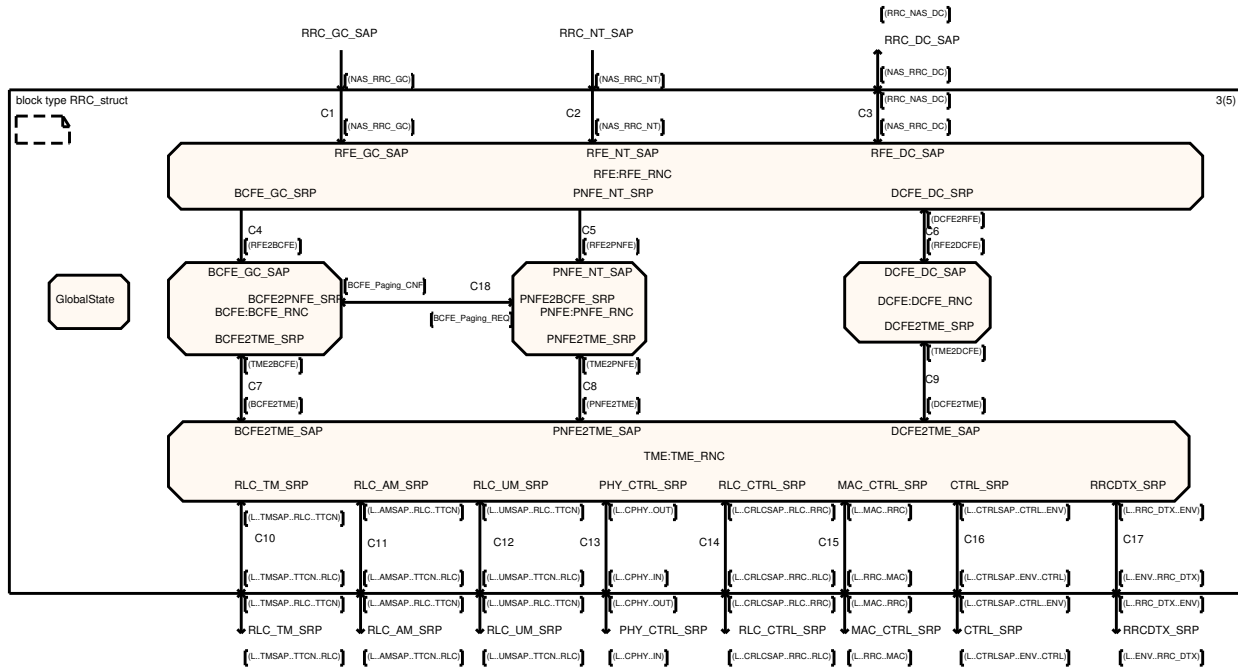 (RRC_NAS_DC)
RRC_GC_SAP
RRC_NT_SAP
RRC_DC_SAP
(NAS_RRC_GC)
(NAS_RRC_NT)
(NAS_RRC_DC)
block type RRC_struct
3(5)
(RRC_NAS_DC)
C1
C2
C3
(NAS_RRC_GC)
(NAS_RRC_NT)
(NAS_RRC_DC)
RFE_GC_SAP
RFE_NT_SAP
RFE_DC_SAP
RFE:RFE_RNC
BCFE_GC_SRP
PNFE_NT_SRP
DCFE_DC_SRP
(DCFE2RFE)
C4
C5
C6
(RFE2BCFE)
(RFE2PNFE)
(RFE2DCFE)
BCFE_GC_SAP
PNFE_NT_SAP
DCFE_DC_SAP
BCFE_Paging_CNF
C18
GlobalState
BCFE2PNFE_SRP
PNFE2BCFE_SRP
DCFE:DCFE_RNC
BCFE:BCFE_RNC
PNFE:PNFE_RNC
BCFE_Paging_REQ
DCFE2TME_SRP
BCFE2TME_SRP
PNFE2TME_SRP
(TME2DCFE)
(TME2BCFE)
(TME2PNFE)
C7
C8
C9
(BCFE2TME)
(PNFE2TME)
(DCFE2TME)
BCFE2TME_SAP
PNFE2TME_SAP
DCFE2TME_SAP
TME:TME_RNC
RLC_TM_SRP
RLC_AM_SRP
RLC_UM_SRP
PHY_CTRL_SRP
RLC_CTRL_SRP
MAC_CTRL_SRP
CTRL_SRP
RRCDTX_SRP
(L..TMSAP..RLC..TTCN)
(L..AMSAP..RLC..TTCN)
(L..UMSAP..RLC..TTCN)
(L..CPHY..OUT)
(L..CRLCSAP..RLC..RRC)
(L..MAC..RRC)
(L..CTRLSAP..CTRL..ENV)
(L..RRC_DTX..ENV)
C10
C11
C12
C13
C14
C15
C16
C17
(L..TMSAP..TTCN..RLC)
(L..AMSAP..TTCN..RLC)
(L..UMSAP..TTCN..RLC)
(L..CPHY..IN)
(L..CRLCSAP..RRC..RLC)
(L..RRC..MAC)
(L..CTRLSAP..ENV..CTRL)
(L..ENV..RRC_DTX)
(L..TMSAP..RLC..TTCN)
(L..AMSAP..RLC..TTCN)
(L..UMSAP..RLC..TTCN)
(L..CPHY..OUT)
(L..CRLCSAP..RLC..RRC)
(L..MAC..RRC)
(L..CTRLSAP..CTRL..ENV)
(L..RRC_DTX..ENV)
RLC_TM_SRP
RLC_AM_SRP
RLC_UM_SRP
PHY_CTRL_SRP
RLC_CTRL_SRP
MAC_CTRL_SRP
CTRL_SRP
RRCDTX_SRP
(L..TMSAP..TTCN..RLC)
(L..AMSAP..TTCN..RLC)
(L..UMSAP..TTCN..RLC)
(L..CPHY..IN)
(L..CRLCSAP..RRC..RLC)
(L..RRC..MAC)
(L..CTRLSAP..ENV..CTRL)
(L..ENV..RRC_DTX)